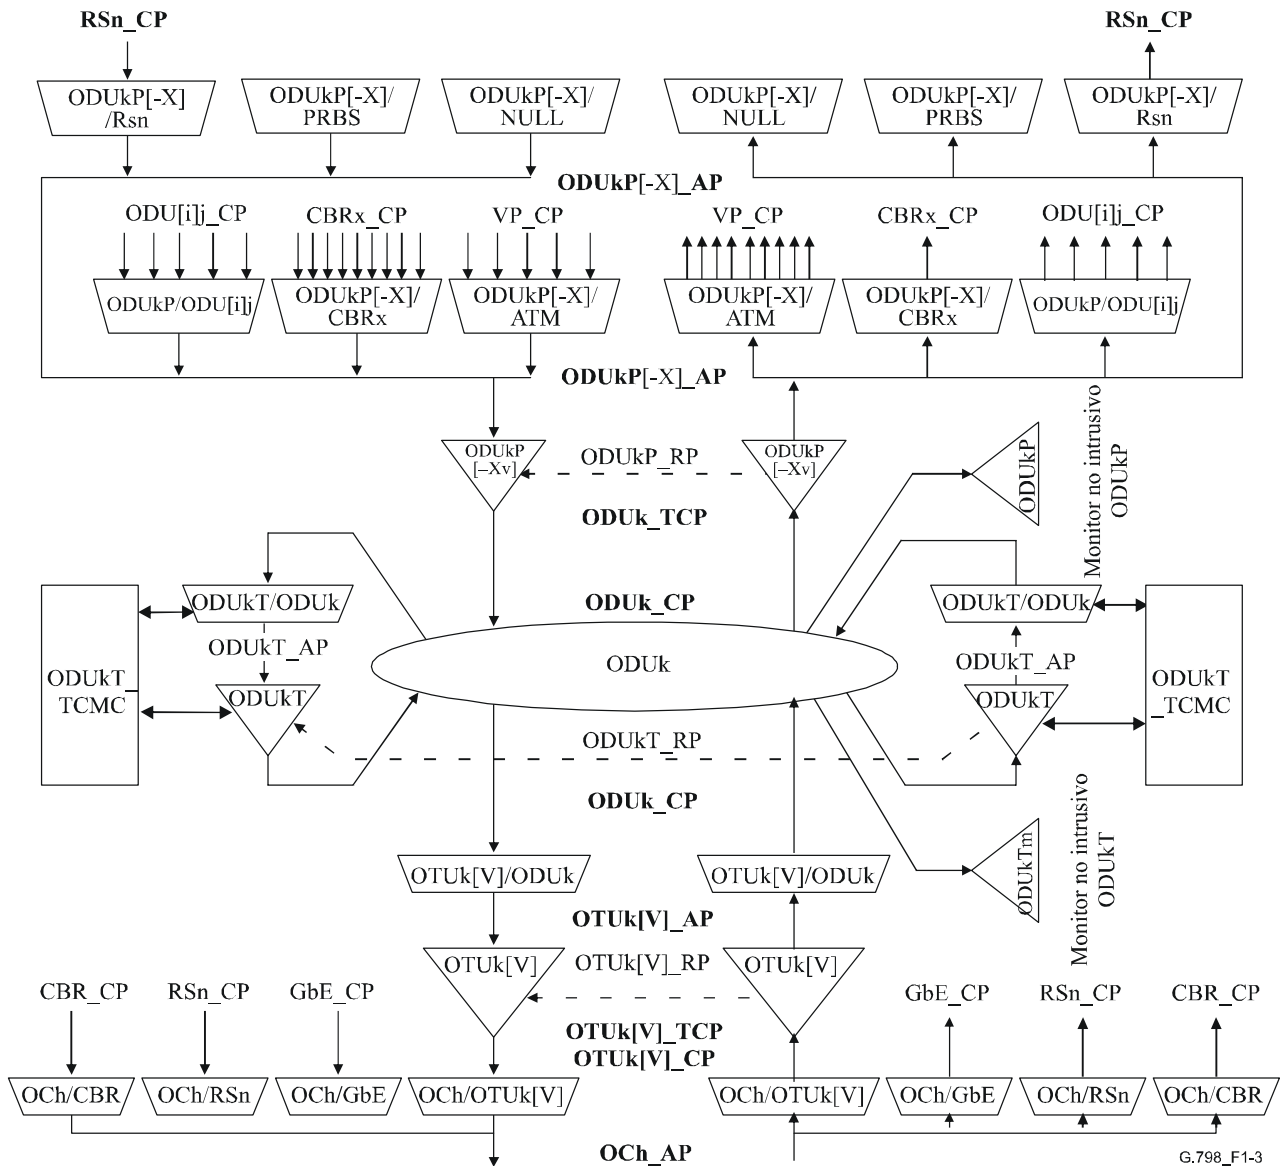 RSn_CP
RSn_CP
ODUkP[-X]
/Rsn
ODUkP[-X]/
PRBS
ODUkP[-X]/
NULL
ODUkP[-X]/
NULL
ODUkP[-X]/
PRBS
ODUkP[-X]/
Rsn
ODUkP[-X]_AP
ODU[i]j_CP
CBRx_CP
VP_CP
VP_CP
CBRx_CP
ODU[i]j_CP
ODUkP/ODU[i]j
ODUkP[-X]/
CBRx
ODUkP[-X]/
ATM
ODUkP[-X]/
ATM
ODUkP[-X]/
CBRx
ODUkP/ODU[i]j
ODUkP[-X]_AP
ODUkP
[–Xv]
ODUkP_RP
ODUkP
[–Xv]
ODUkP
Monitor no intrusivo
ODUkP
ODUk_TCP
ODUkT/ODUk
ODUk_CP
ODUkT/ODUk
ODUkT_AP
ODUk
ODUkT_AP
ODUkT_
TCMC
ODUkT
ODUkT
ODUkT
_TCMC
ODUkT_RP
ODUk_CP
OTUk[V]/ODUk
OTUk[V]/ODUk
ODUkTm
Monitor no intrusivo
ODUkT
OTUk[V]_AP
OTUk[V]
OTUk[V]_RP
OTUk[V]
CBR_CP
RSn_CP
GbE_CP
GbE_CP
RSn_CP
CBR_CP
OTUk[V]_TCP
OTUk[V]_CP
OCh/CBR
OCh/RSn
OCh/GbE
OCh/OTUk[V]
OCh/OTUk[V]
OCh/GbE
OCh/RSn
OCh/CBR
OCh_AP
G.798_F1-3